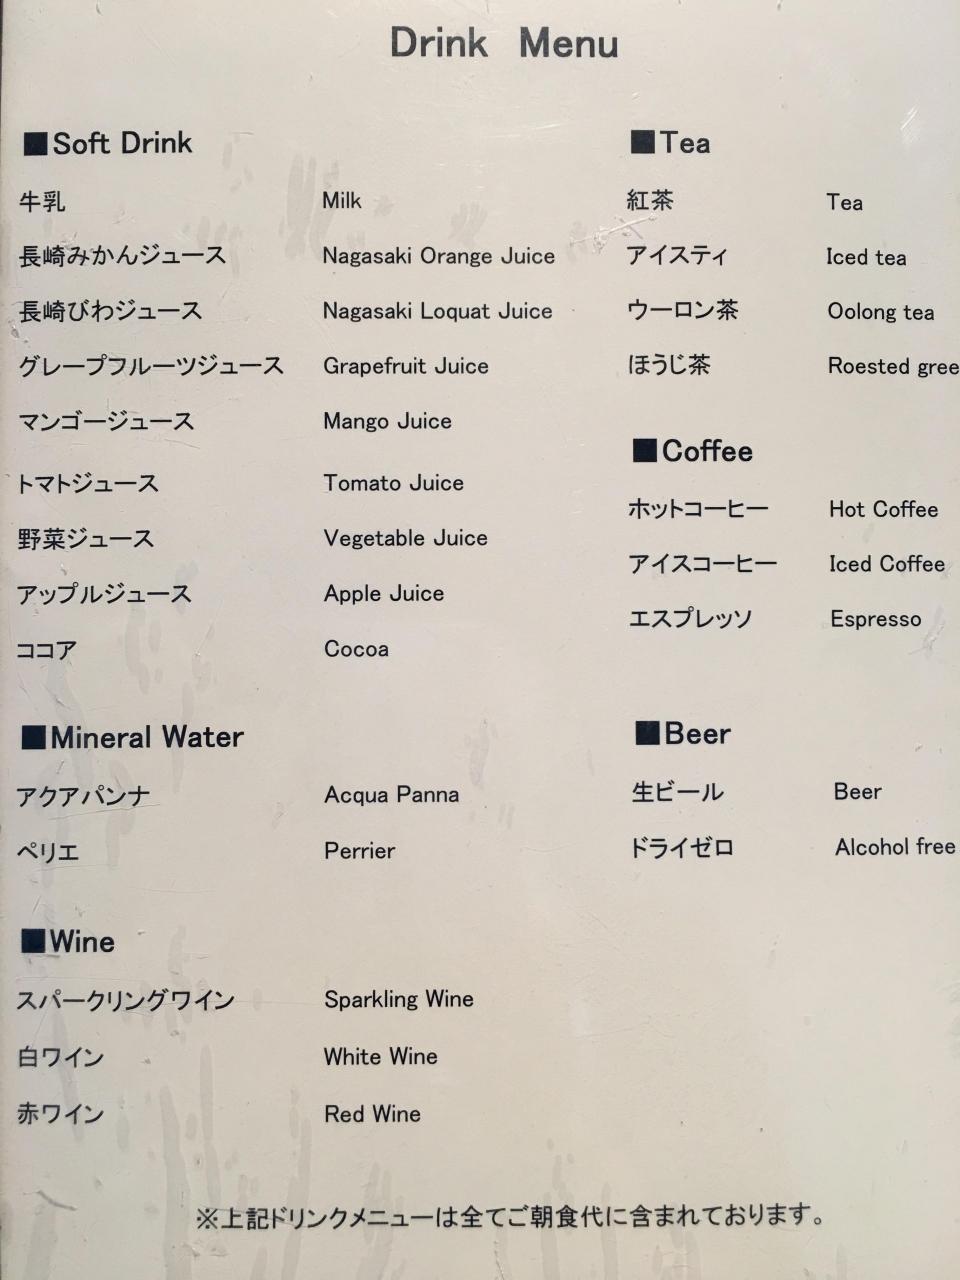 Drink Menu
■Soft Drink
牛乳 Milk
長崎みかんジュース Nagasaki Orange Juice
長崎びわジュース Nagasaki Loquat Juice
グレープフルーツジュース Grapefruit Juice
マンゴージュース Mango Juice
トマトジュース Tomato Juice
野菜ジュース Vegetable Juice
アップルジュース Apple Juice
ココア Cocoa
■Mineral Water
アクアパンナ Acqua Panna
ペリエ Perrier
■Wine
スパークリングワイン Sparkling Wine
白ワイン White Wine
赤ワイン Red Wine
■Tea
紅茶 Tea
アイスティ Iced tea
ウーロン茶 Oolong tea
ほうじ茶 Roested gree
■Coffee
ホットコーヒー Hot Coffee
アイスコーヒー Iced Coffee
エスプレッソ Espresso
■Beer
生ビール Beer
ドライゼロ Alcohol free
※上記ドリンクメニューは全てご朝食代に含まれております。